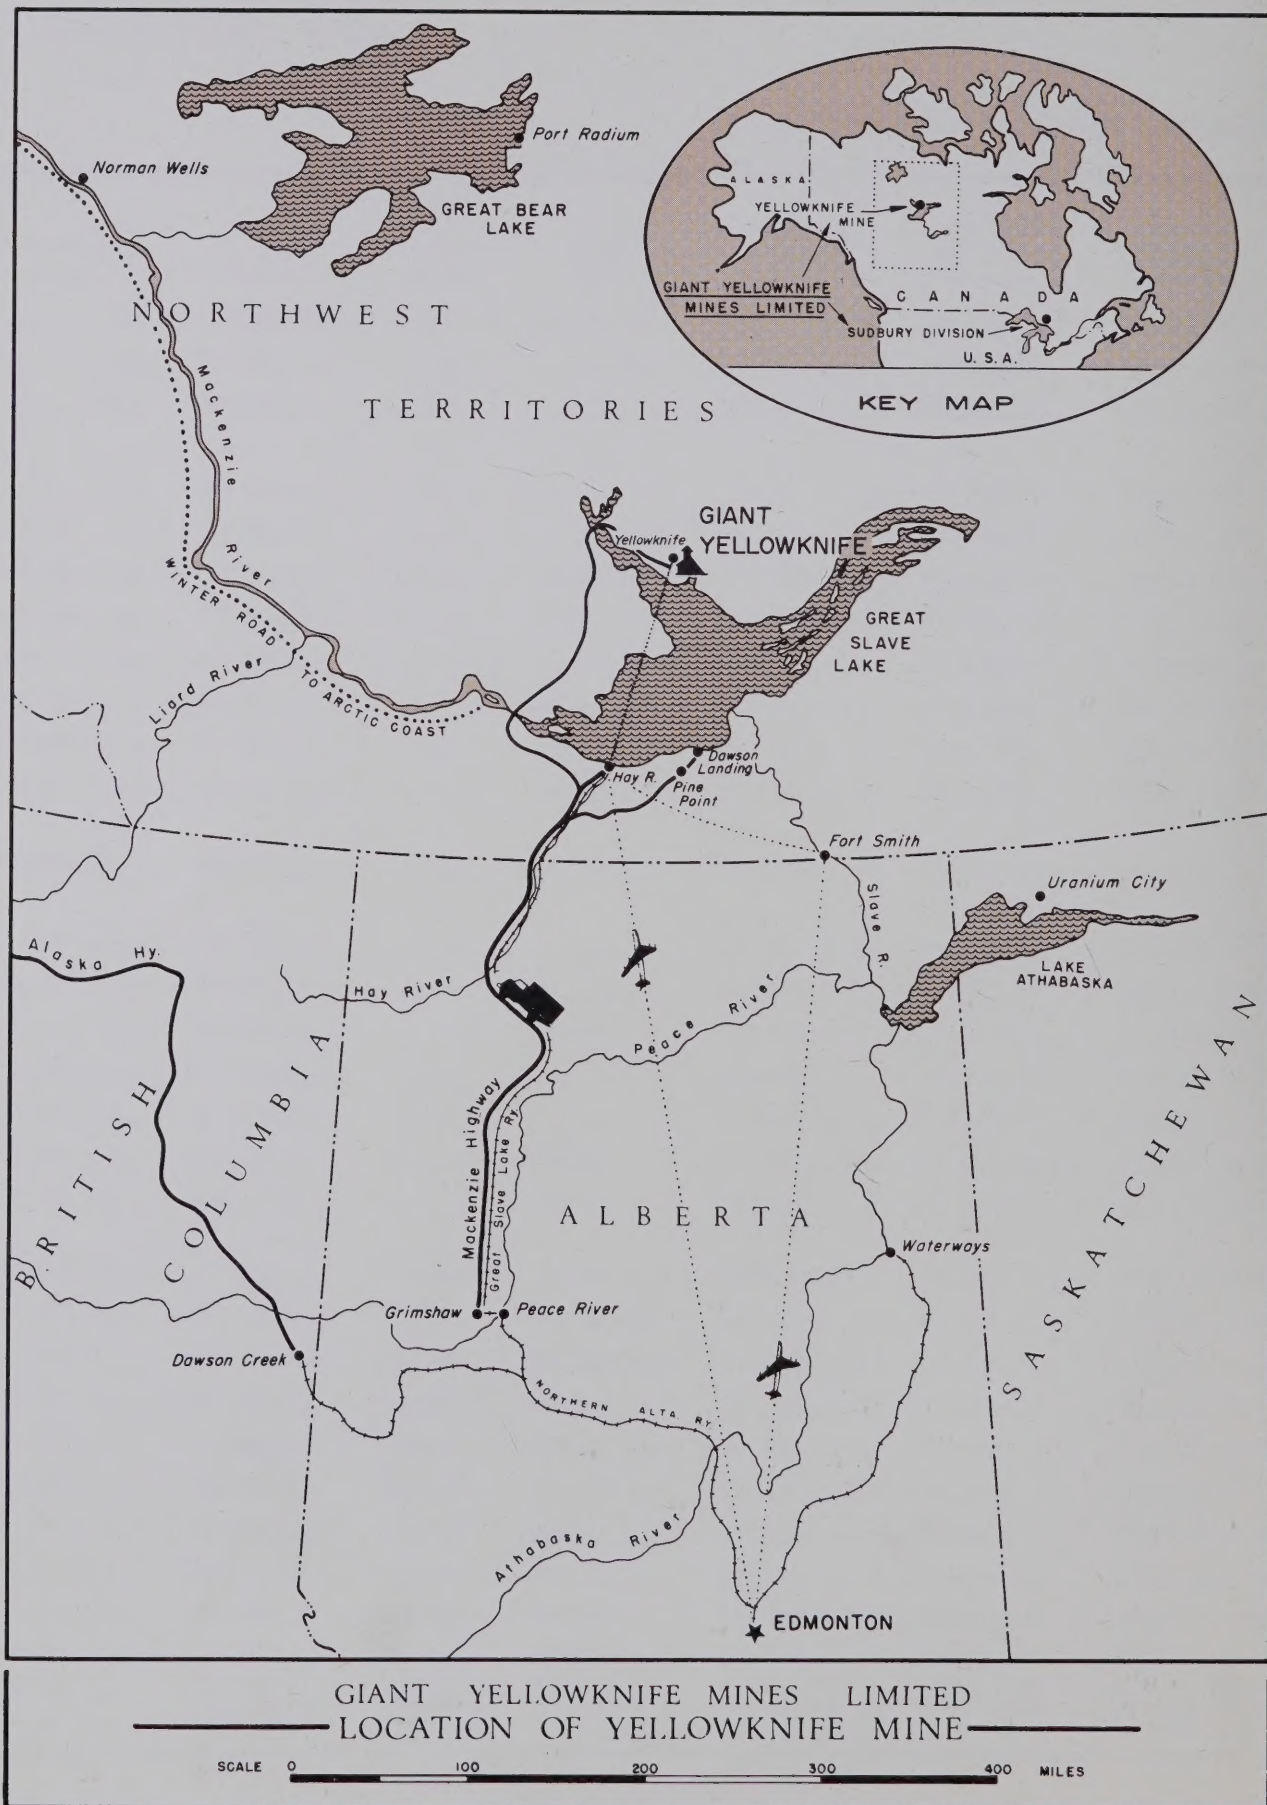 Port Radium
Norman Wells
GREAT BEAR
LAKE
NORTHWEST
TERRITORIES
ALASKA
YELLOWKNIFE
MINE
GIANT YELLOWKNIFE
MINES LIMITED
CANADA
SUDBURY DIVISION
U.S.A.
KEY MAP
Mackenzie River
WINTER ROAD TO ARCTIC COAST
Liard River
GIANT
YELLOWKNIFE
Yellowknife
GREAT
SLAVE
LAKE
Dawson
Landing
Hay R.
Pine
Point
Fort Smith
Slave R.
Uranium City
LAKE
ATHABASKA
Alaska Hy.
Hay River
Peace River
BRITISH
COLUMBIA
Mackenzie Highway
Great Slave Lake Ry.
ALBERTA
SASKATCHEWAN
Waterways
Grimshaw
Peace River
Dawson Creek
NORTHERN ALTA. RY.
Athabaska River
EDMONTON
GIANT YELLOWKNIFE MINES LIMITED
LOCATION OF YELLOWKNIFE MINE
SCALE 0 100 200 300 400 MILES